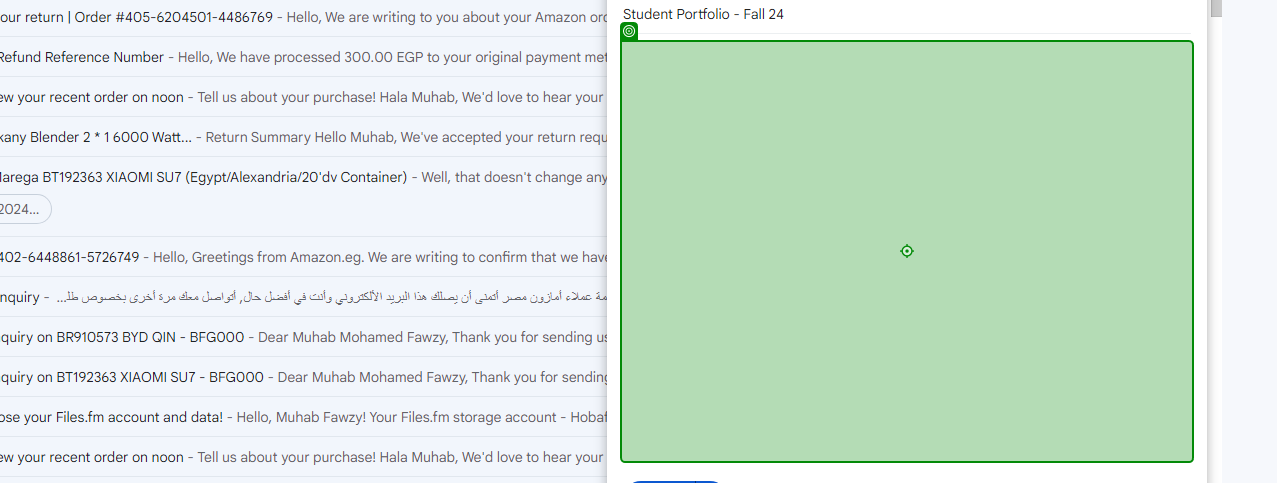 our return | Order #405-6204501-4486769 - Hello, We are writing to you about your Amazon ord
Refund Reference Number - Hello, We have processed 300.00 EGP to your original payment met
ew your recent order on noon - Tell us about your purchase! Hala Muhab, We'd love to hear your
kany Blender 2 * 1 6000 Watt... - Return Summary Hello Muhab, We've accepted your return requ
Marega BT192363 XIAOMI SU7 (Egypt/Alexandria/20'dv Container) - Well, that doesn't change any
2024...
402-6448861-5726749 - Hello, Greetings from Amazon.eg. We are writing to confirm that we have
nquiry - مة عملاء أمازون مصر أتمنى أن يصلك هذا البريد الألكتروني وأنت في أفضل حال, أتواصل معك مرة أخرى بخصوص طلـ...
quiry on BR910573 BYD QIN - BFG000 - Dear Muhab Mohamed Fawzy, Thank you for sending us
quiry on BT192363 XIAOMI SU7 - BFG000 - Dear Muhab Mohamed Fawzy, Thank you for sending
ose your Files.fm account and data! - Hello, Muhab Fawzy! Your Files.fm storage account - Hobaf
ew your recent order on noon - Tell us about your purchase! Hala Muhab, We'd love to hear your
Student Portfolio - Fall 24